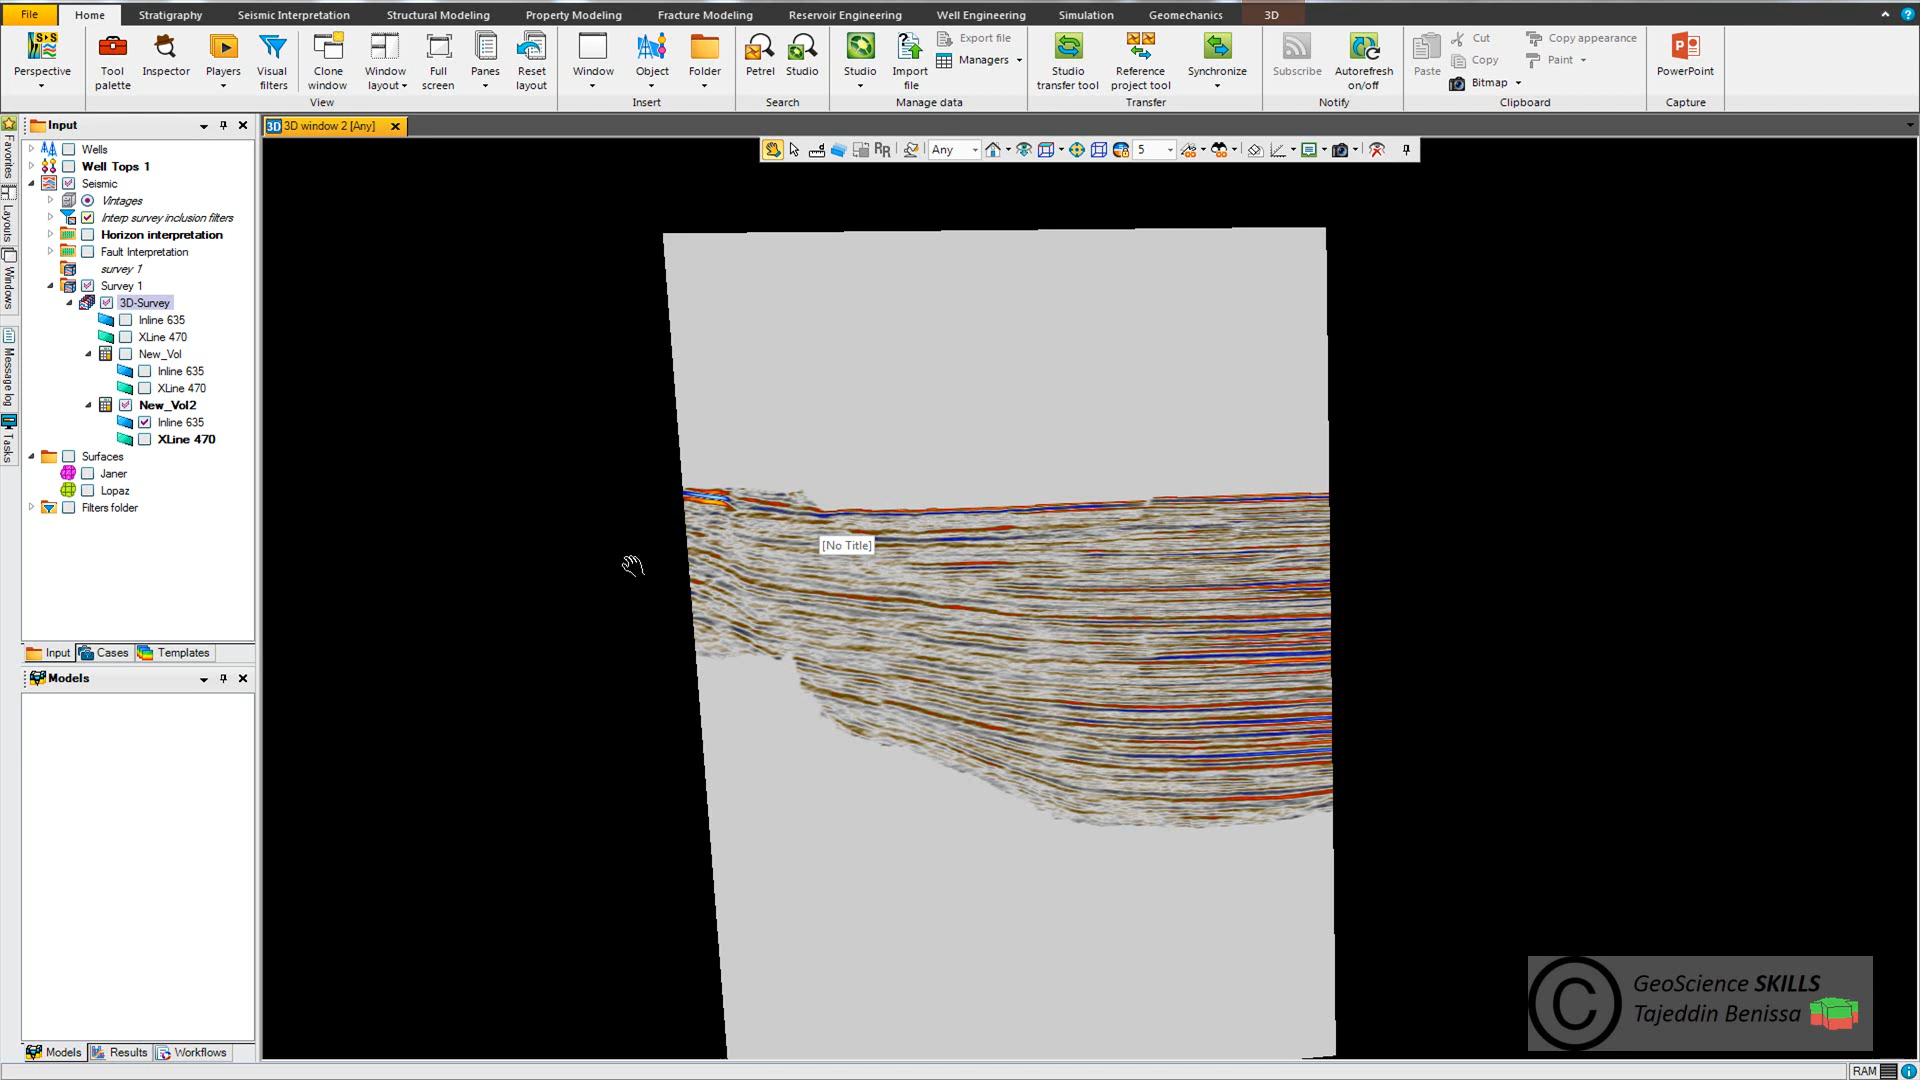 File Home Stratigraphy Seismic Interpretation Structural Modeling Property Modeling Fracture Modeling Reservoir Engineering Well Engineering Simulation Geomechanics 3D
Perspective
Tool palette
Inspector
Players
Visual filters
Clone window
Window layout
Full screen
Panes
Reset layout
View
Window
Object
Folder
Insert
Petrel
Studio
Search
Studio
Import file
Export file
Managers
Manage data
Studio transfer tool
Reference project tool
Synchronize
Transfer
Subscribe
Autorefresh on/off
Notify
Paste
Cut
Copy
Bitmap
Copy appearance
Paint
Clipboard
PowerPoint
Capture
Favorites
Layouts
Windows
Message log
Tasks
Input
Wells
Well Tops 1
Seismic
Vintages
Interp survey inclusion filters
Horizon interpretation
Fault Interpretation
survey 1
Survey 1
3D-Survey
Inline 635
XLine 470
New_Vol
Inline 635
XLine 470
New_Vol2
Inline 635
XLine 470
Surfaces
Janer
Lopaz
Filters folder
Input Cases Templates
Models
Models Results Workflows
3D 3D window 2 [Any]
Any
5
[No Title]
© GeoScience SKILLS
Tajeddin Benissa
RAM